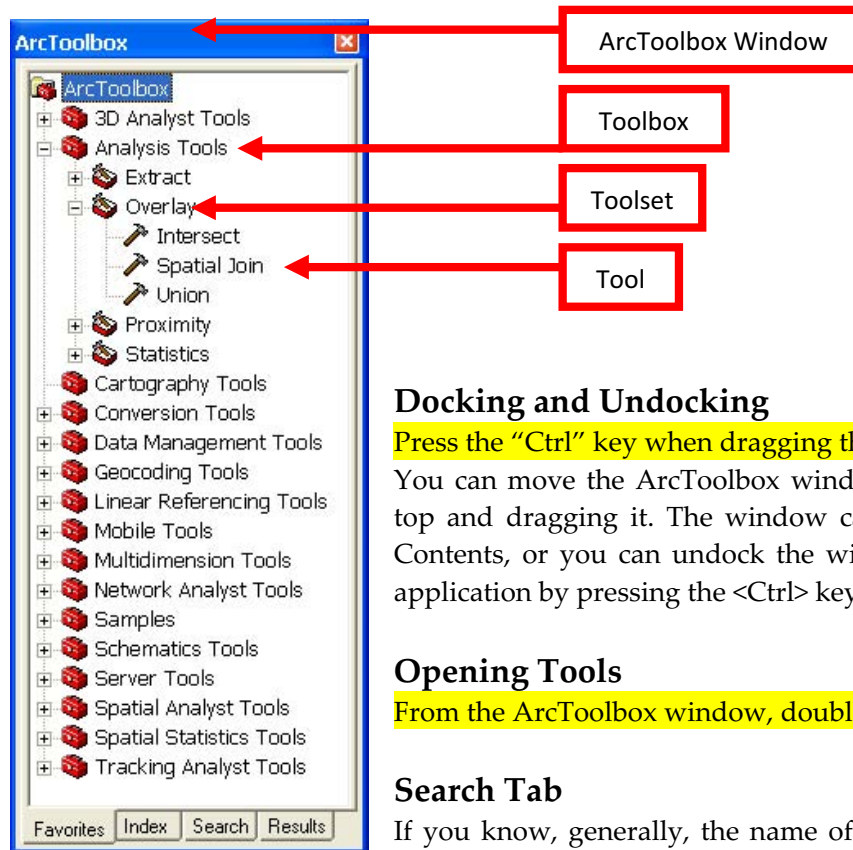 ArcToolbox
ArcToolbox Window
ArcToolbox
3D Analyst Tools
Toolbox
Analysis Tools
Extract
Overlay
Toolset
Intersect
Spatial Join
Tool
Union
Proximity
Statistics
Cartography Tools
Conversion Tools
Data Management Tools
Geocoding Tools
Linear Referencing Tools
Mobile Tools
Multidimension Tools
Network Analyst Tools
Samples
Schematics Tools
Server Tools
Spatial Analyst Tools
Spatial Statistics Tools
Tracking Analyst Tools
Favorites Index Search Results
Docking and Undocking
Press the “Ctrl” key when dragging
You can move the ArcToolbox
top and dragging it. The window
Contents, or you can undock the
application by pressing the <Ctrl> key
Opening Tools
From the ArcToolbox window,
Search Tab
If you know, generally, the name of